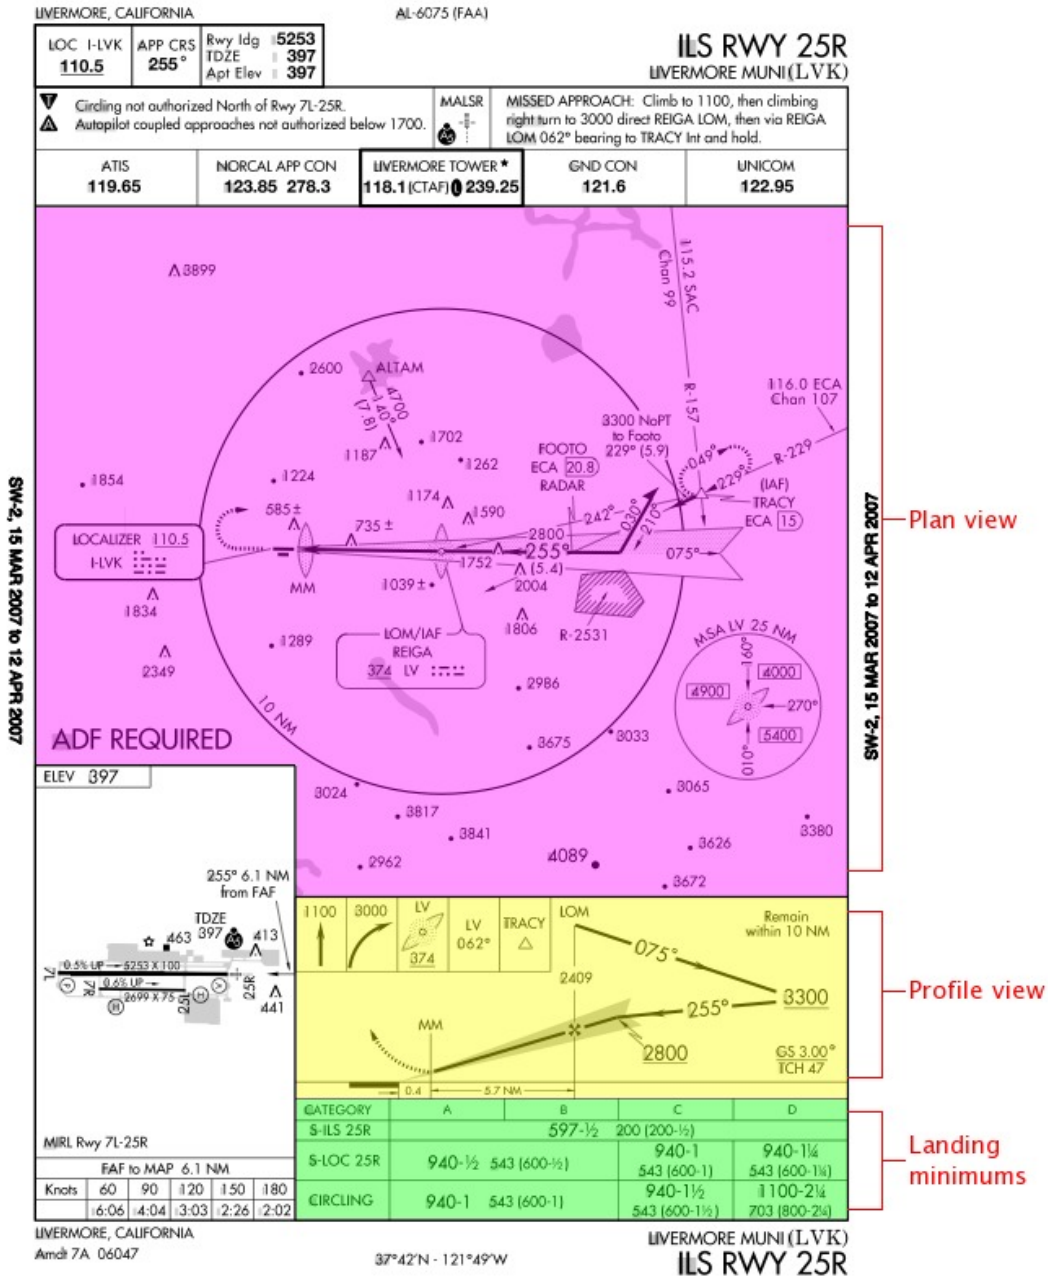 LIVERMORE, CALIFORNIA
AL-6075 (FAA)
LOC I-LVK
110.5
APP CRS
255°
Rwy ldg 5253
TDZE 397
Apt Elev 397
ILS RWY 25R
LIVERMORE MUNI (LVK)
T
A
Circling not authorized North of Rwy 7L-25R.
Autopilot coupled approaches not authorized below 1700.
MALSR
A5
MISSED APPROACH: Climb to 1100, then climbing
right turn to 3000 direct REIGA LOM, then via REIGA
LOM 062° bearing to TRACY Int and hold.
ATIS
119.65
NORCAL APP CON
123.85 278.3
LIVERMORE TOWER ★
118.1 (CTAF) L 239.25
GND CON
121.6
UNICOM
122.95
3899
115.2 SAC
Chan 99
R-157
2600
ALTAM
4700
140°
(7.8)
116.0 ECA
Chan 107
R-229
3300 NoPT
to Footo
229° (5.9)
1702
1187
1262
FOOTO
ECA 20.8
RADAR
049°
229°
(IAF)
TRACY
ECA 15
1854
1224
1174
585 ±
735 ±
1590
2800
242°
030°
210°
LOCALIZER 110.5
I-LVK
255°
(5.4)
075°
1752
MM
1039 ±
2004
1834
1806
R-2531
1289
LOM/IAF
REIGA
374 LV
2349
MSA LV 25 NM
160°
4000
4900
270°
5400
010°
2986
10 NM
3675
3033
ADF REQUIRED
3024
3065
3817
3841
3380
3626
2962
4089
3672
SW-2, 15 MAR 2007 to 12 APR 2007
SW-2, 15 MAR 2007 to 12 APR 2007
Plan view
ELEV 397
255° 6.1 NM
from FAF
TDZE
397
A5
463
413
0.5% UP
5253 X 100
7L
25R
0.6% UP
2699 X 75
7R
25L
H
H
441
MIRL Rwy 7L-25R
FAF to MAP 6.1 NM
Knots 60 90 120 150 180
6:06 4:04 3:03 2:26 2:02
1100
3000
LV
374
LV
062°
TRACY
LOM
Remain
within 10 NM
075°
2409
3300
255°
MM
2800
GS 3.00°
TCH 47
0.4
5.7 NM
Profile view
CATEGORY A B C D
S-ILS 25R 597-½ 200 (200-½)
S-LOC 25R 940-½ 543 (600-½) 940-1 543 (600-1) 940-1¼ 543 (600-1¼)
CIRCLING 940-1 543 (600-1) 940-1½ 543 (600-1½) 1100-2¼ 703 (800-2¼)
Landing
minimums
LIVERMORE, CALIFORNIA
Amdt 7A 06047
37°42'N - 121°49'W
LIVERMORE MUNI (LVK)
ILS RWY 25R